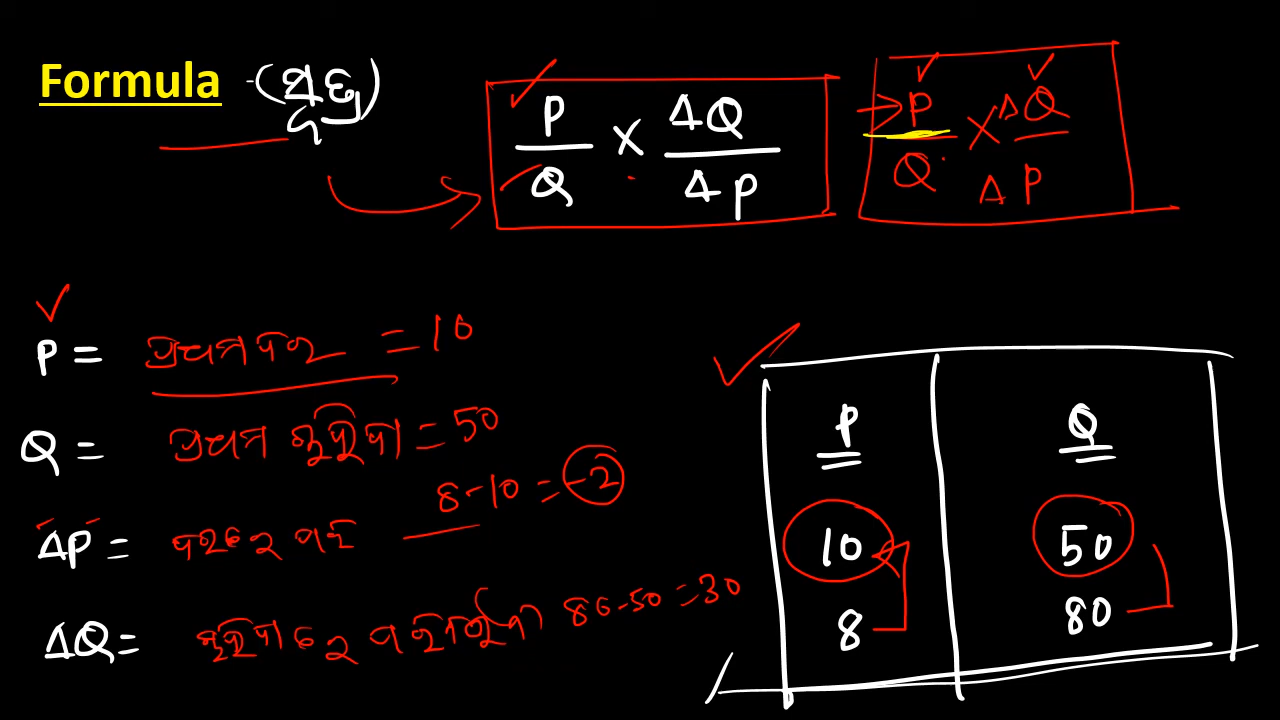 Formula (ସୂତ୍ର)
P/Q × ΔQ/ΔP
P/Q × ΔQ/ΔP
P = ପ୍ରଥମ ଦର = 10
Q = ପ୍ରଥମ ଚାହିଦା = 50
8-10 = -2
ΔP = ଦରରେ
ΔQ = ଚାହିଦାରେ ପରିବର୍ତ୍ତନ 80-50 = 30
P Q
10 50
8 80